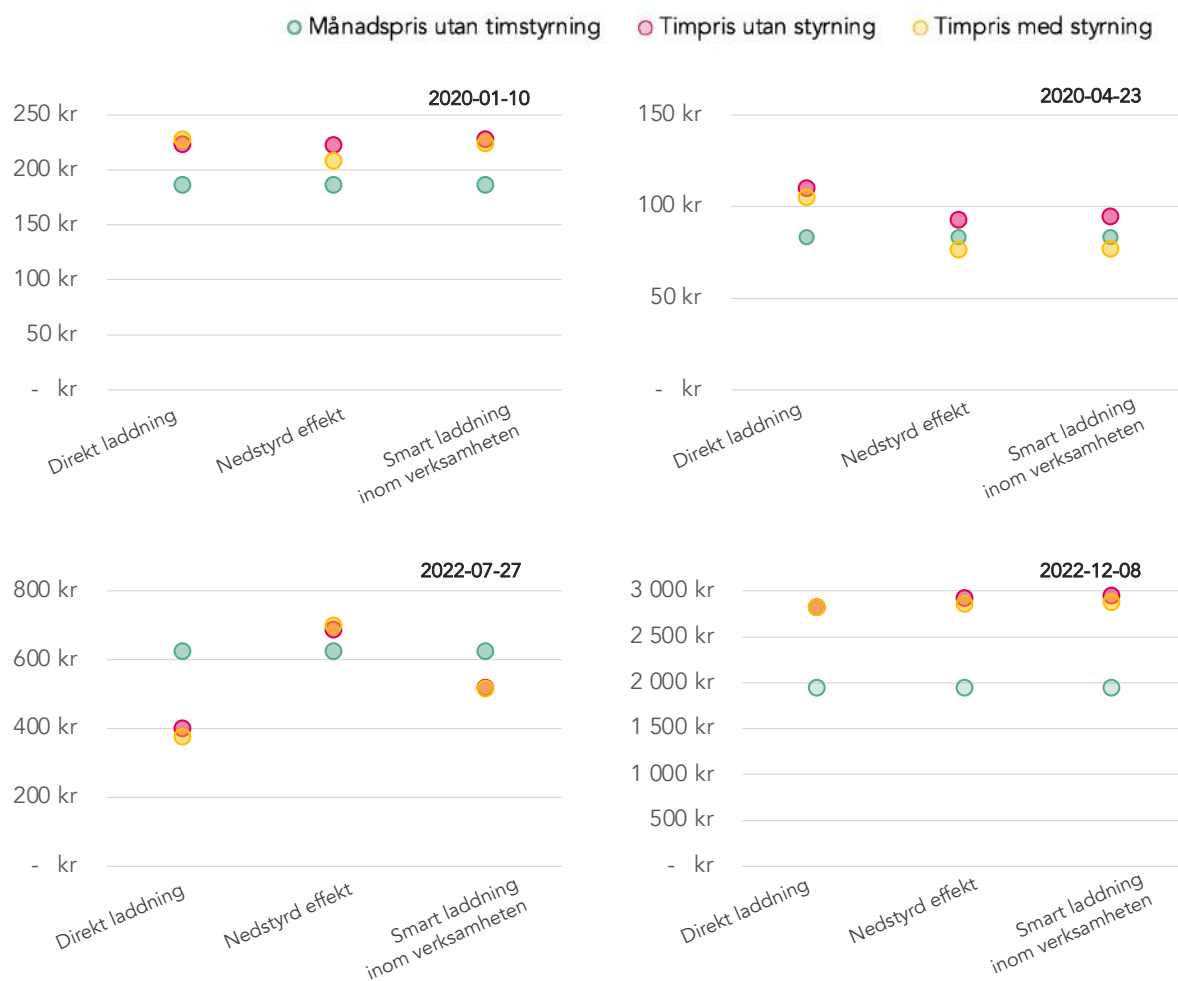 Månadspris utan timstyrning Timpris utan styrning Timpris med styrning
2020-01-10
250 kr
200 kr
150 kr
100 kr
50 kr
- kr
Direkt laddning
Nedstyrd effekt
Smart laddning
inom verksamheten
2020-04-23
150 kr
100 kr
50 kr
- kr
Direkt laddning
Nedstyrd effekt
Smart laddning
inom verksamheten
2022-07-27
800 kr
600 kr
400 kr
200 kr
- kr
Direkt laddning
Nedstyrd effekt
Smart laddning
inom verksamheten
2022-12-08
3 000 kr
2 500 kr
2 000 kr
1 500 kr
1 000 kr
500 kr
- kr
Direkt laddning
Nedstyrd effekt
Smart laddning
inom verksamheten